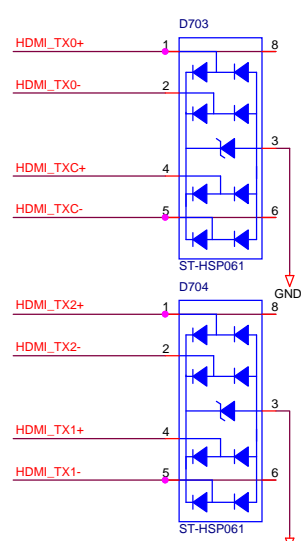 D703
HDMI_TX0+ 1 8
HDMI_TX0- 2
3
HDMI_TXC+ 4
HDMI_TXC- 5 6
ST-HSP061
GND
D704
HDMI_TX2+ 1 8
HDMI_TX2- 2
3
HDMI_TX1+ 4
HDMI_TX1- 5 6
ST-HSP061